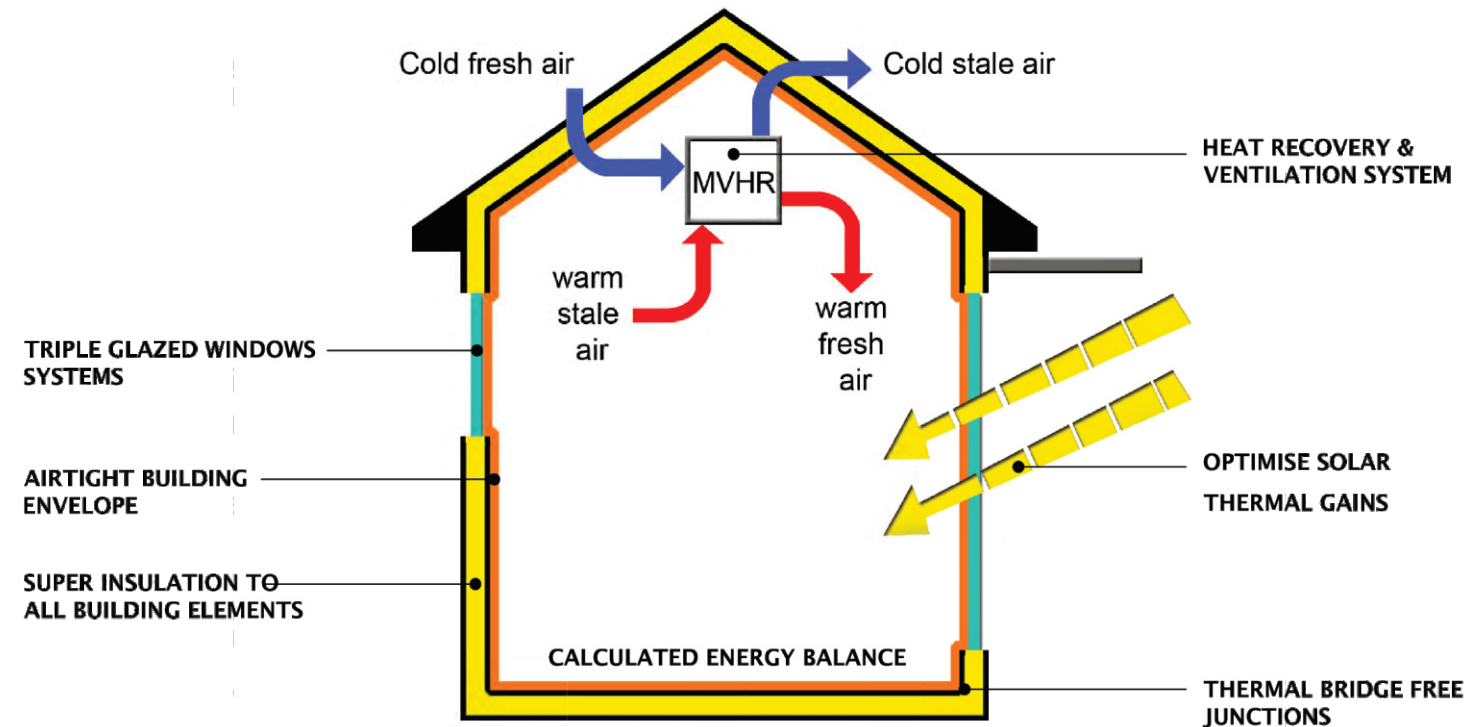 Cold fresh air
Cold stale air
HEAT RECOVERY &
VENTILATION SYSTEM
MVHR
warm
stale
air
warm
fresh
air
TRIPLE GLAZED WINDOWS
SYSTEMS
AIRTIGHT BUILDING
ENVELOPE
OPTIMISE SOLAR
THERMAL GAINS
SUPER INSULATION TO
ALL BUILDING ELEMENTS
CALCULATED ENERGY BALANCE
THERMAL BRIDGE FREE
JUNCTIONS